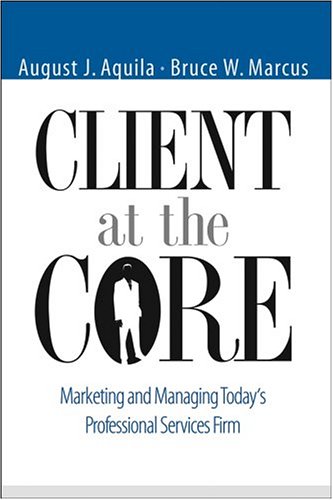 August J. Aquila • Bruce W. Marcus
CLIENT
at the
CORE
Marketing and Managing Today's
Professional Services Firm